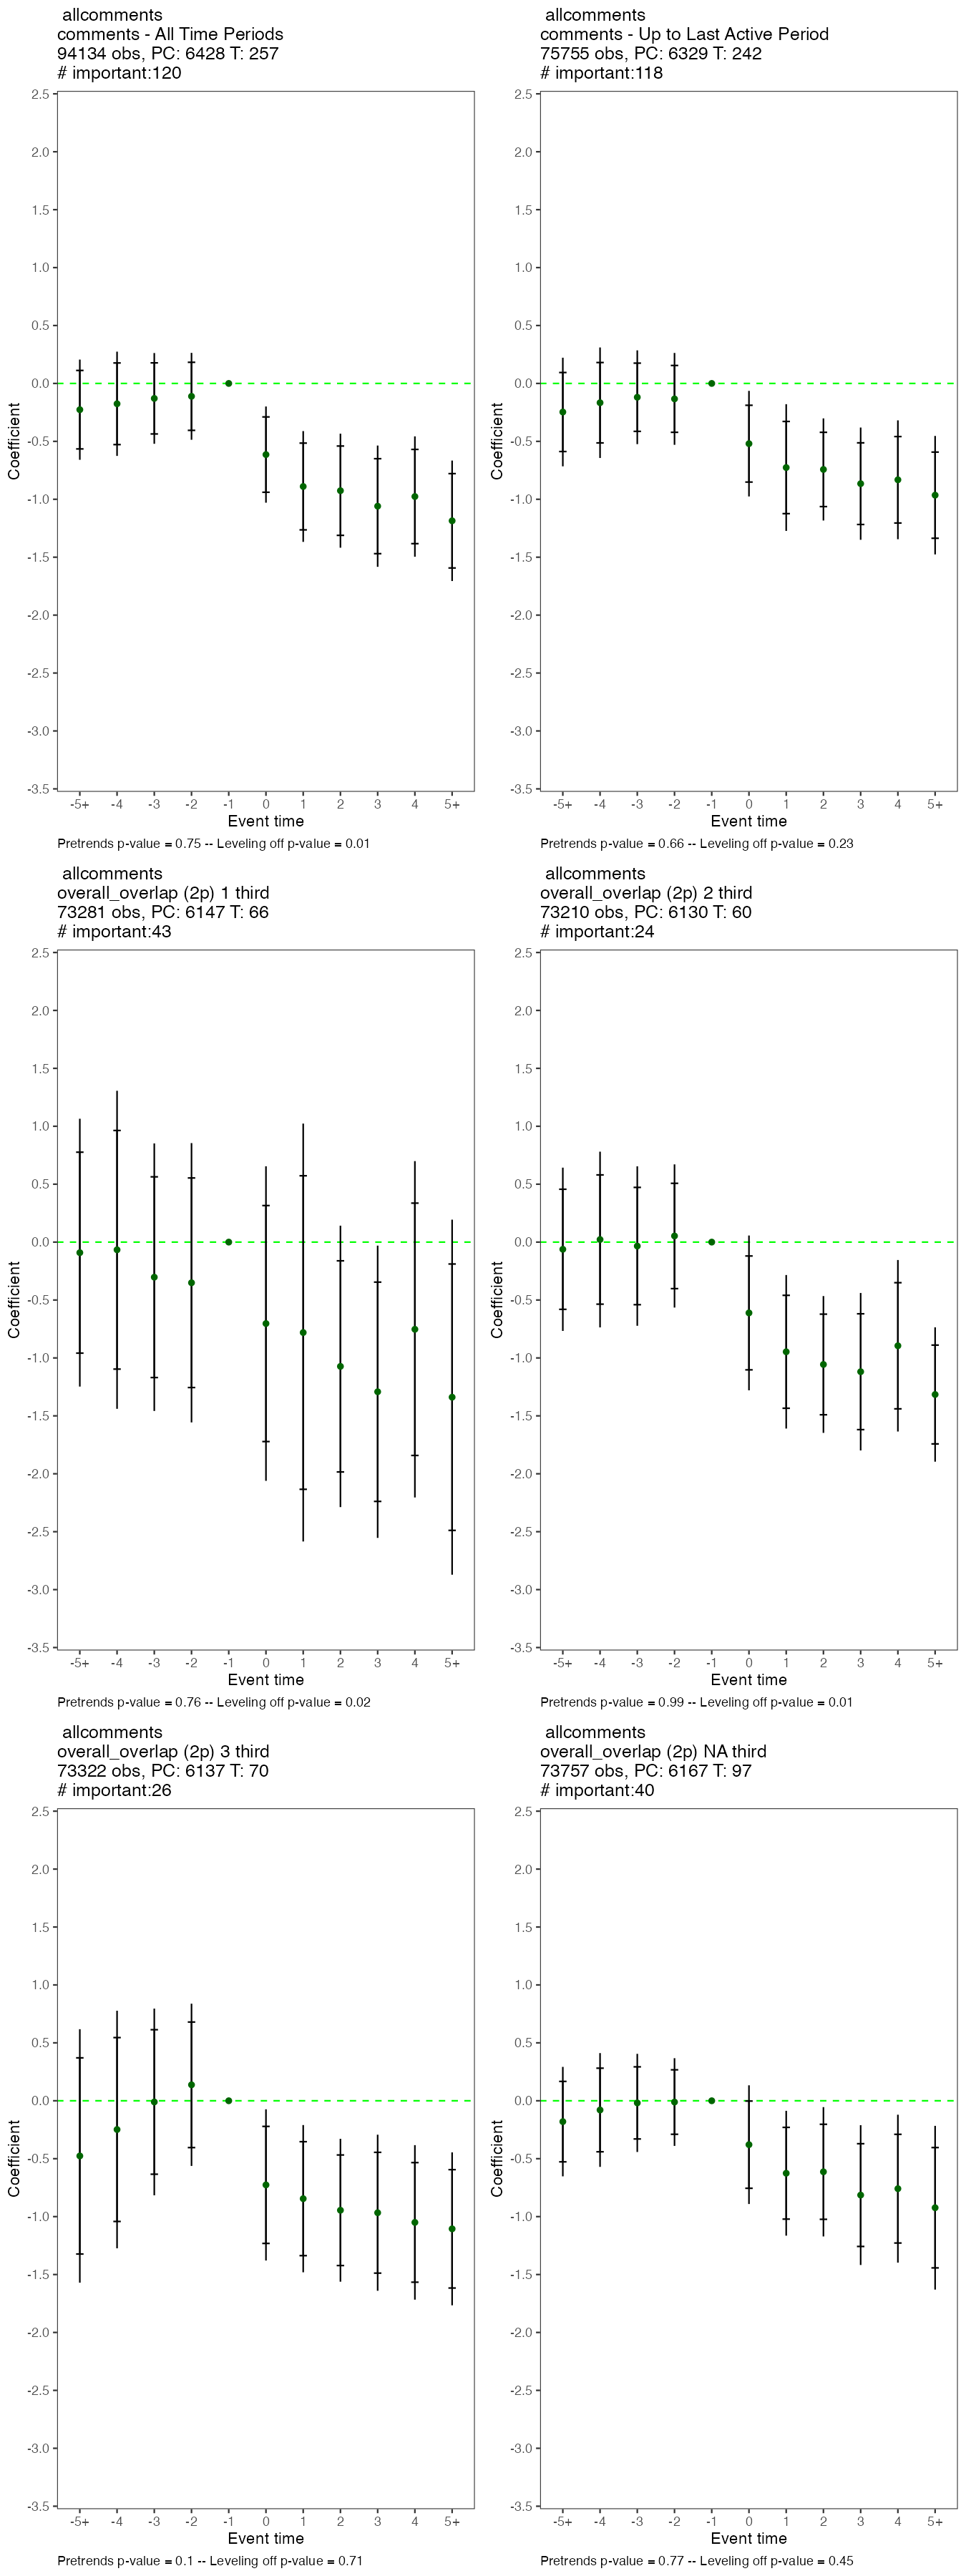 allcomments
comments - All Time Periods
94134 obs, PC: 6428 T: 257
# important:120
2.5
2.0
1.5
1.0
0.5
0.0
-0.5
-1.0
-1.5
-2.0
-2.5
-3.0
-3.5
Coefficient
-5+ -4 -3 -2 -1 0 1 2 3 4 5+
Event time
Pretrends p-value = 0.75 -- Leveling off p-value = 0.01
allcomments
comments - Up to Last Active Period
75755 obs, PC: 6329 T: 242
# important:118
2.5
2.0
1.5
1.0
0.5
0.0
-0.5
-1.0
-1.5
-2.0
-2.5
-3.0
-3.5
Coefficient
-5+ -4 -3 -2 -1 0 1 2 3 4 5+
Event time
Pretrends p-value = 0.66 -- Leveling off p-value = 0.23
allcomments
overall_overlap (2p) 1 third
73281 obs, PC: 6147 T: 66
# important:43
2.5
2.0
1.5
1.0
0.5
0.0
-0.5
-1.0
-1.5
-2.0
-2.5
-3.0
-3.5
Coefficient
-5+ -4 -3 -2 -1 0 1 2 3 4 5+
Event time
Pretrends p-value = 0.76 -- Leveling off p-value = 0.02
allcomments
overall_overlap (2p) 2 third
73210 obs, PC: 6130 T: 60
# important:24
2.5
2.0
1.5
1.0
0.5
0.0
-0.5
-1.0
-1.5
-2.0
-2.5
-3.0
-3.5
Coefficient
-5+ -4 -3 -2 -1 0 1 2 3 4 5+
Event time
Pretrends p-value = 0.99 -- Leveling off p-value = 0.01
allcomments
overall_overlap (2p) 3 third
73322 obs, PC: 6137 T: 70
# important:26
2.5
2.0
1.5
1.0
0.5
0.0
-0.5
-1.0
-1.5
-2.0
-2.5
-3.0
-3.5
Coefficient
-5+ -4 -3 -2 -1 0 1 2 3 4 5+
Event time
Pretrends p-value = 0.1 -- Leveling off p-value = 0.71
allcomments
overall_overlap (2p) NA third
73757 obs, PC: 6167 T: 97
# important:40
2.5
2.0
1.5
1.0
0.5
0.0
-0.5
-1.0
-1.5
-2.0
-2.5
-3.0
-3.5
Coefficient
-5+ -4 -3 -2 -1 0 1 2 3 4 5+
Event time
Pretrends p-value = 0.77 -- Leveling off p-value = 0.45